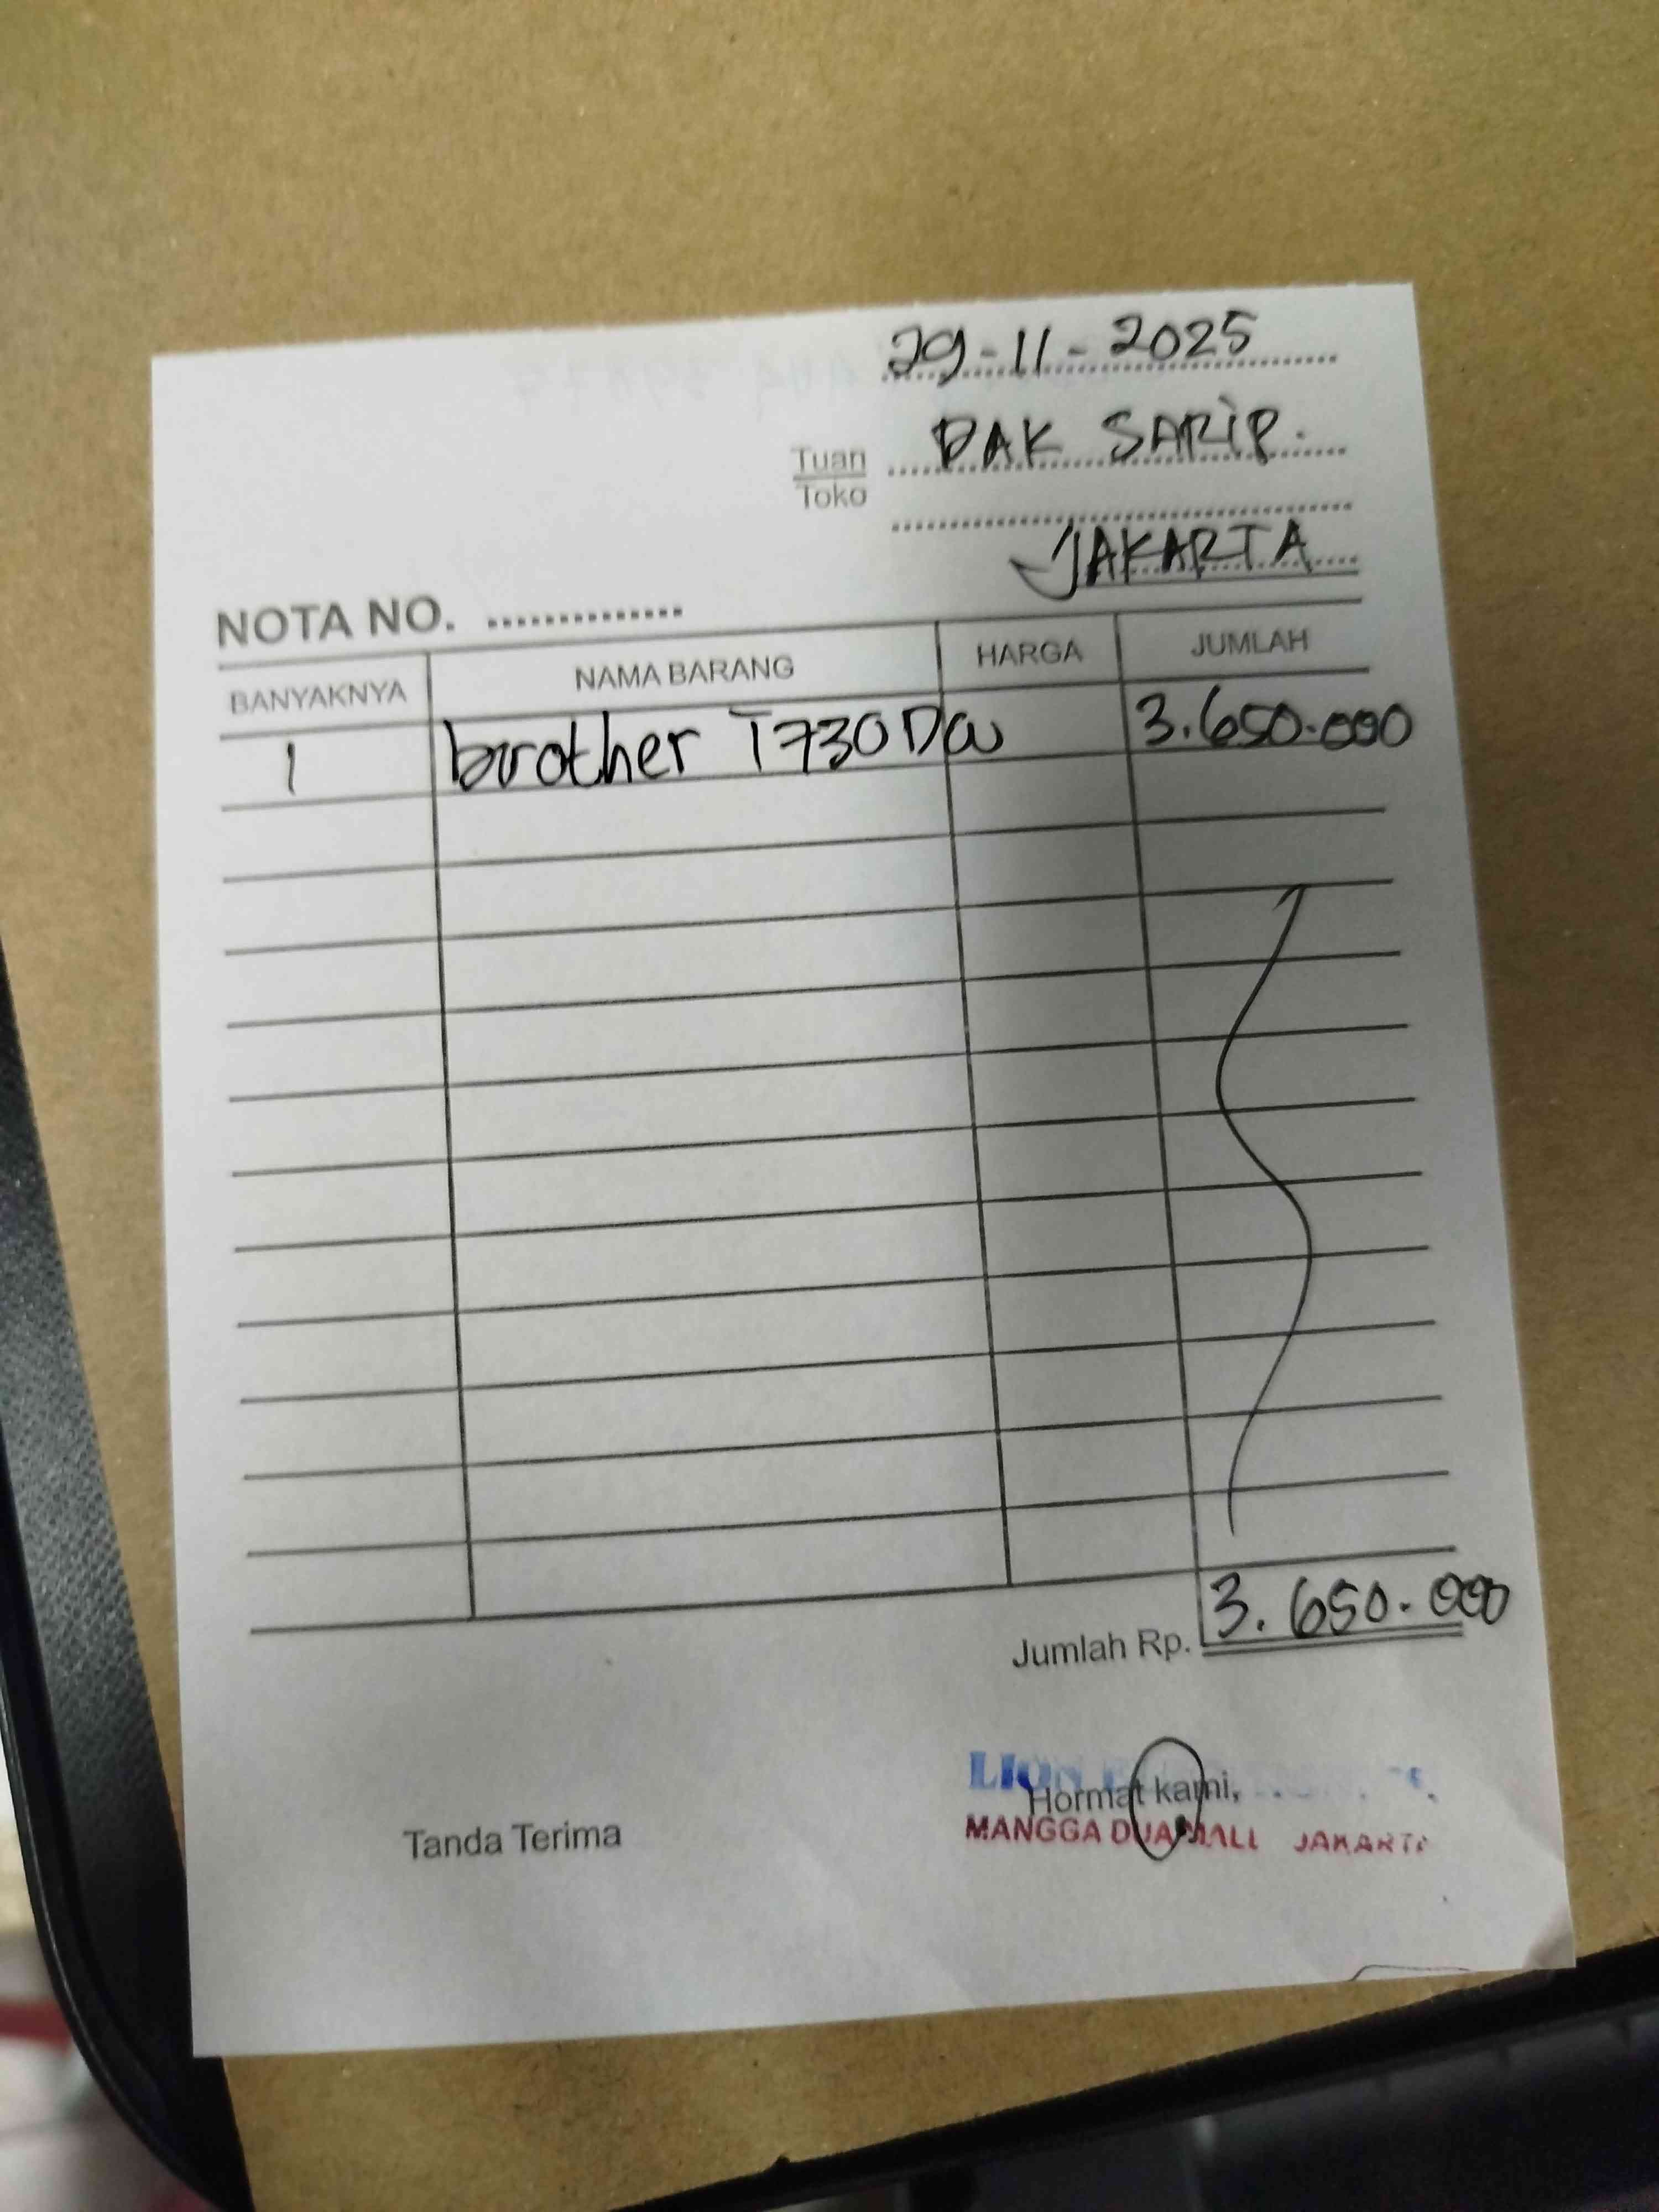 29-11-2025
Tuan PAK SARIP.
Toko
JAKARTA
NOTA NO. ..............
BANYAKNYA NAMA BARANG HARGA JUMLAH
1 brother T730DW 3.650.000
Jumlah Rp. 3.650.000
LION
Tanda Terima Hormat kami,
MANGGA DUA MALL JAKARTA